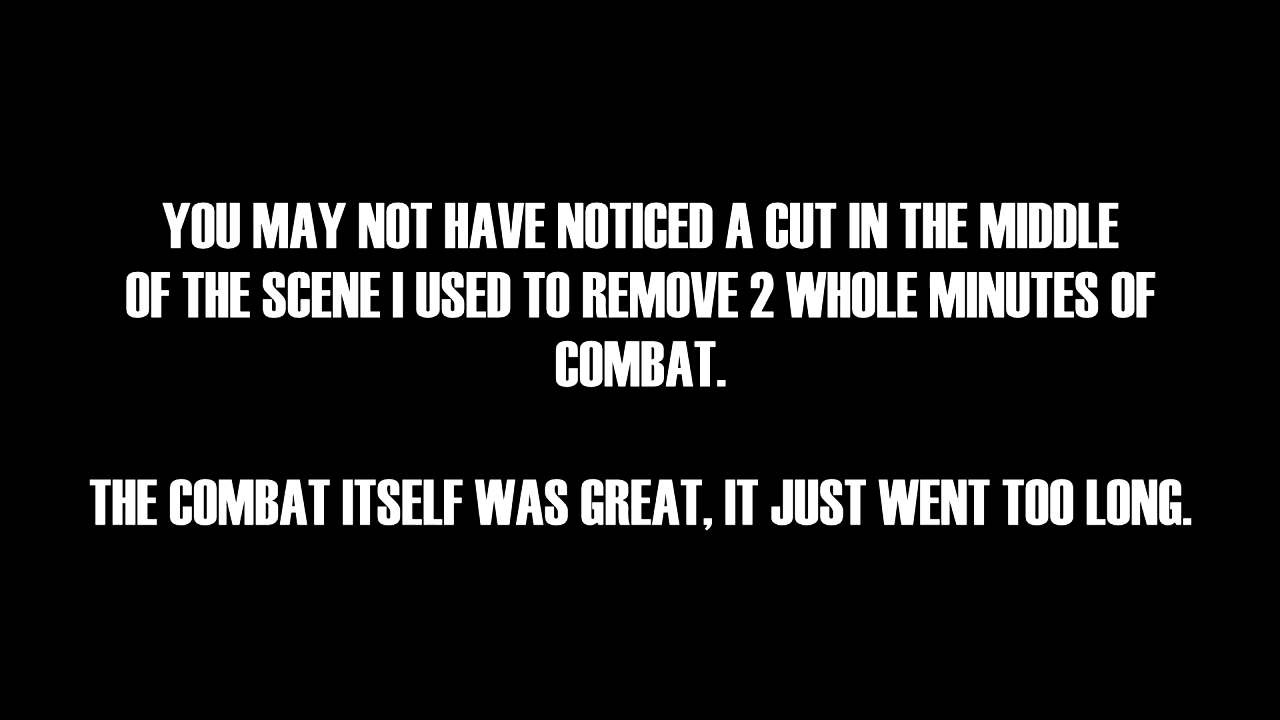 YOU MAY NOT HAVE NOTICED A CUT IN THE MIDDLE
OF THE SCENE I USED TO REMOVE 2 WHOLE MINUTES OF
COMBAT.
THE COMBAT ITSELF WAS GREAT, IT JUST WENT TOO LONG.